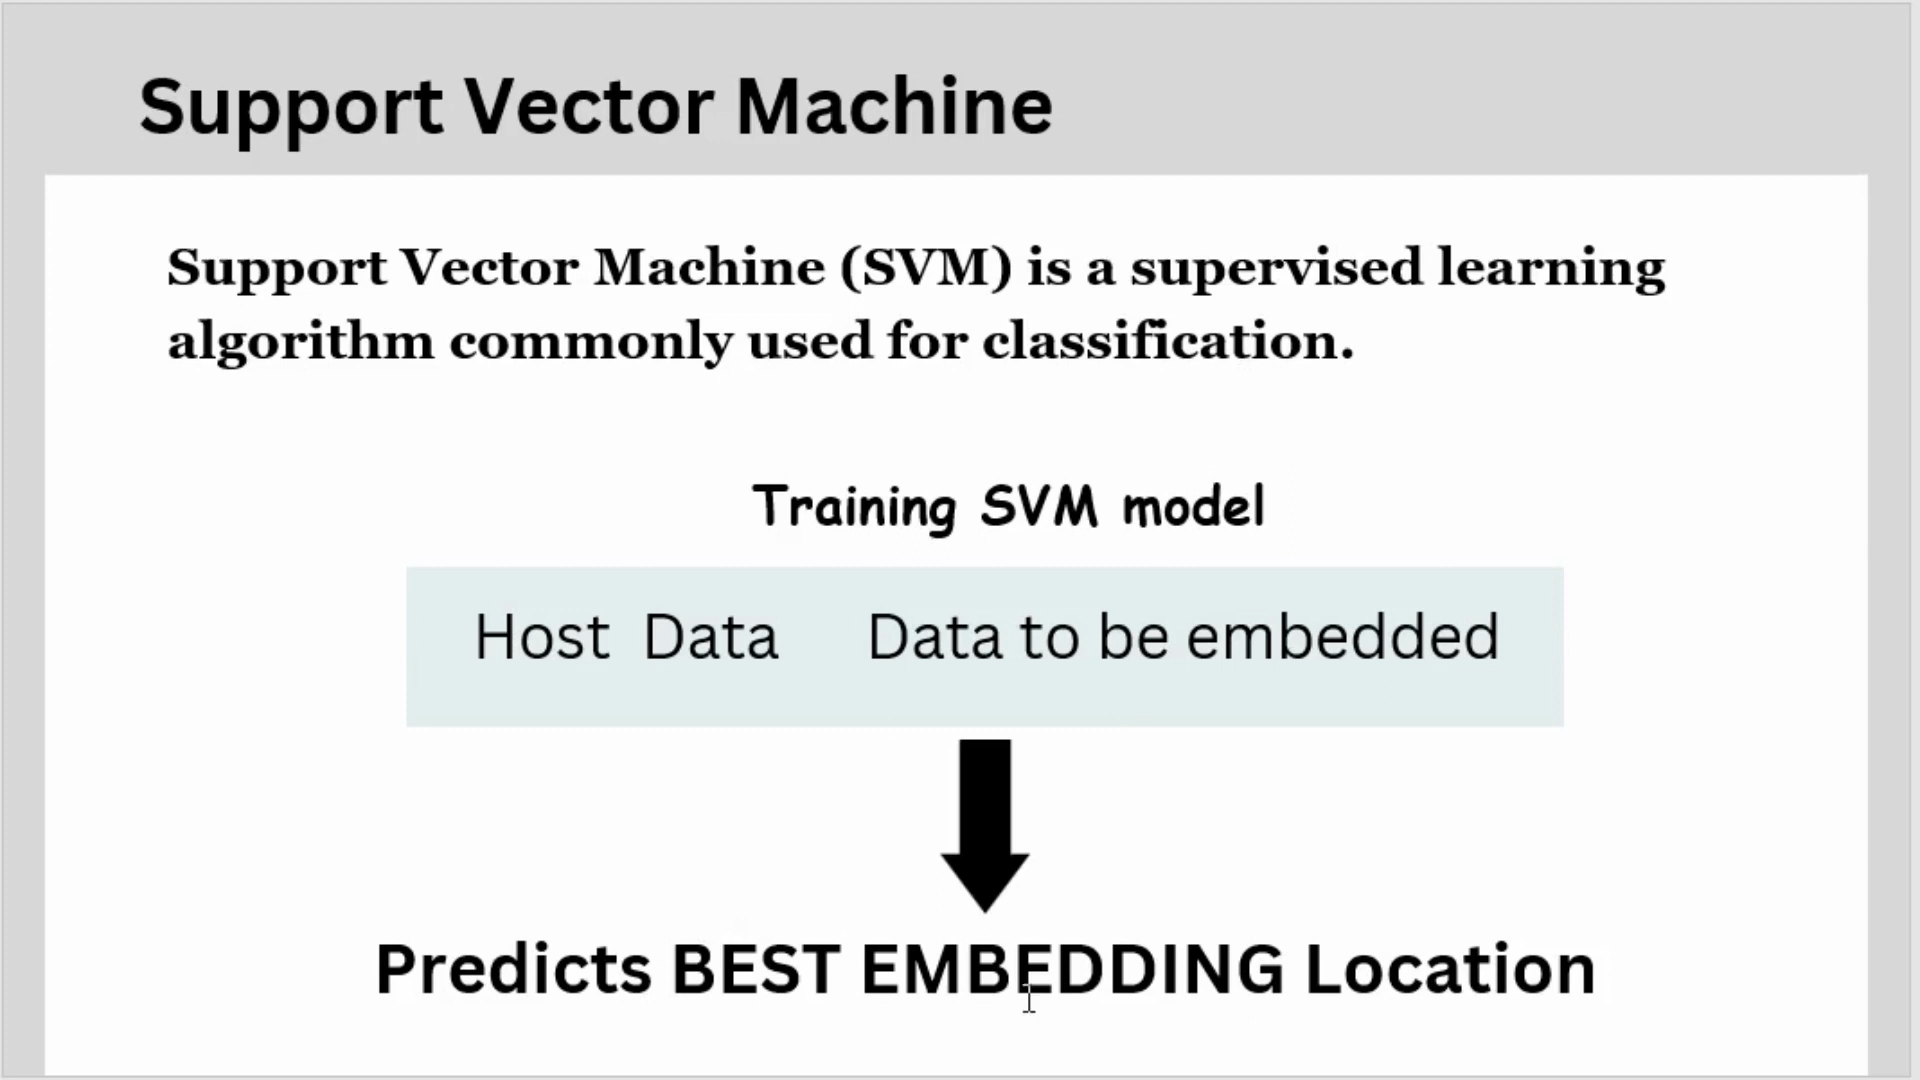 Support Vector Machine
Support Vector Machine (SVM) is a supervised learning
algorithm commonly used for classification.
Training SVM model
Host Data Data to be embedded
Predicts BEST EMBEDDING Location